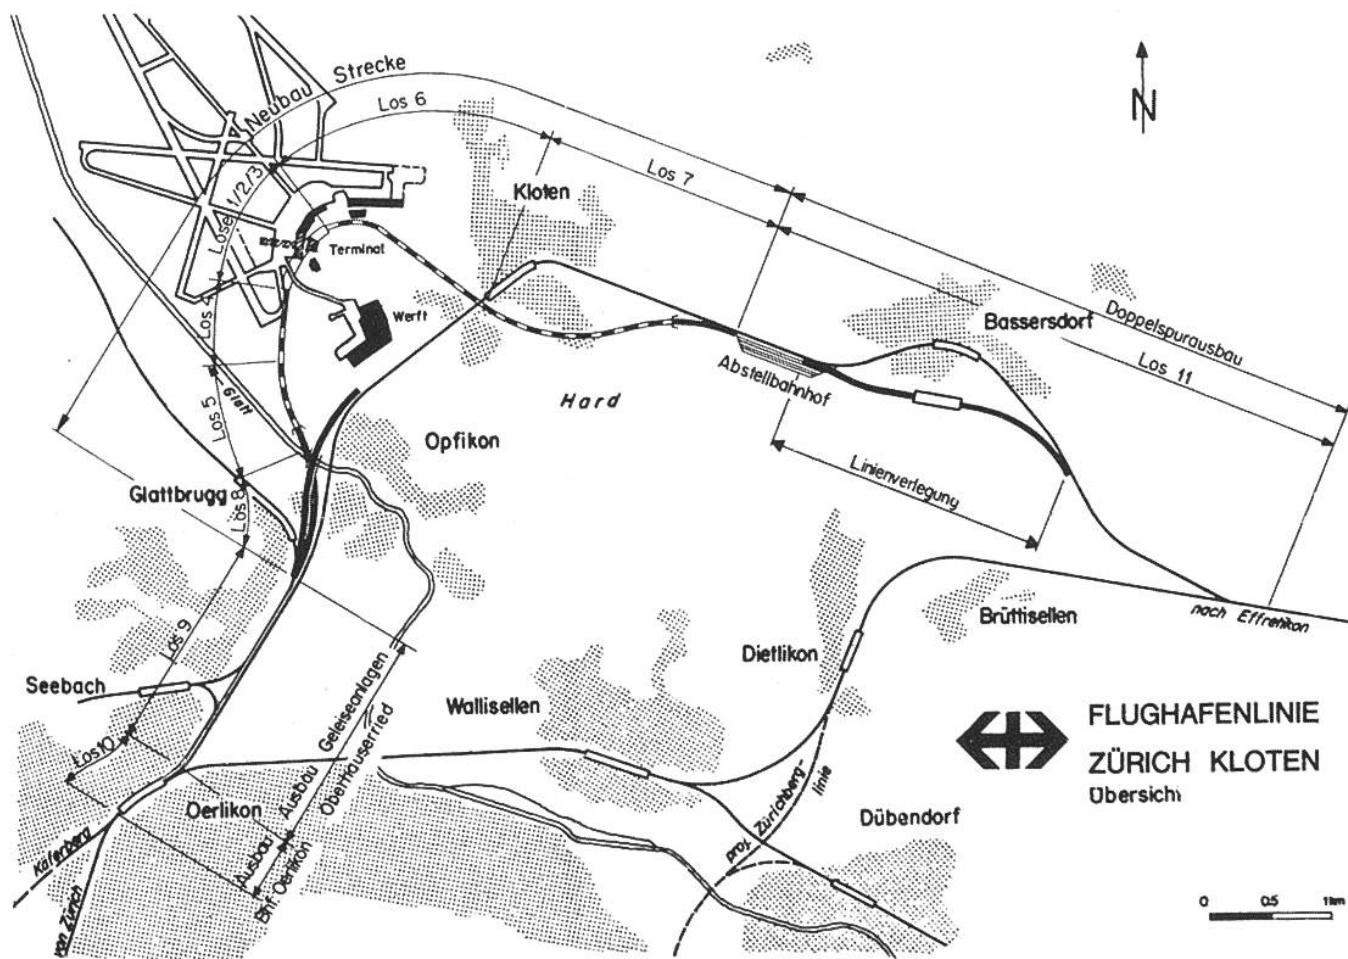 Neubau Strecke
Los 6
N
Lose 1/2/3
Los 7
Kloten
Terminal
Los 4
Werft
Bassersdorf
Doppelspurausbau
Los 11
Abstellbahnhof
Glatt
Los 5
Hard
Opfikon
Linienverlegung
Glattbrugg
Los 8
Brüttisellen
nach Effretikon
Los 9
Dietlikon
Seebach
Wallisellen
Ausbau Geleiseanlagen
Oberhauserried
Los 10
FLUGHAFENLINIE
ZÜRICH KLOTEN
Übersicht
proj. Zürichberg-
linie
Oerlikon
Dübendorf
Käferberg
Ausbau
Bhf. Oerlikon
von Zürich
0 0.5 1km